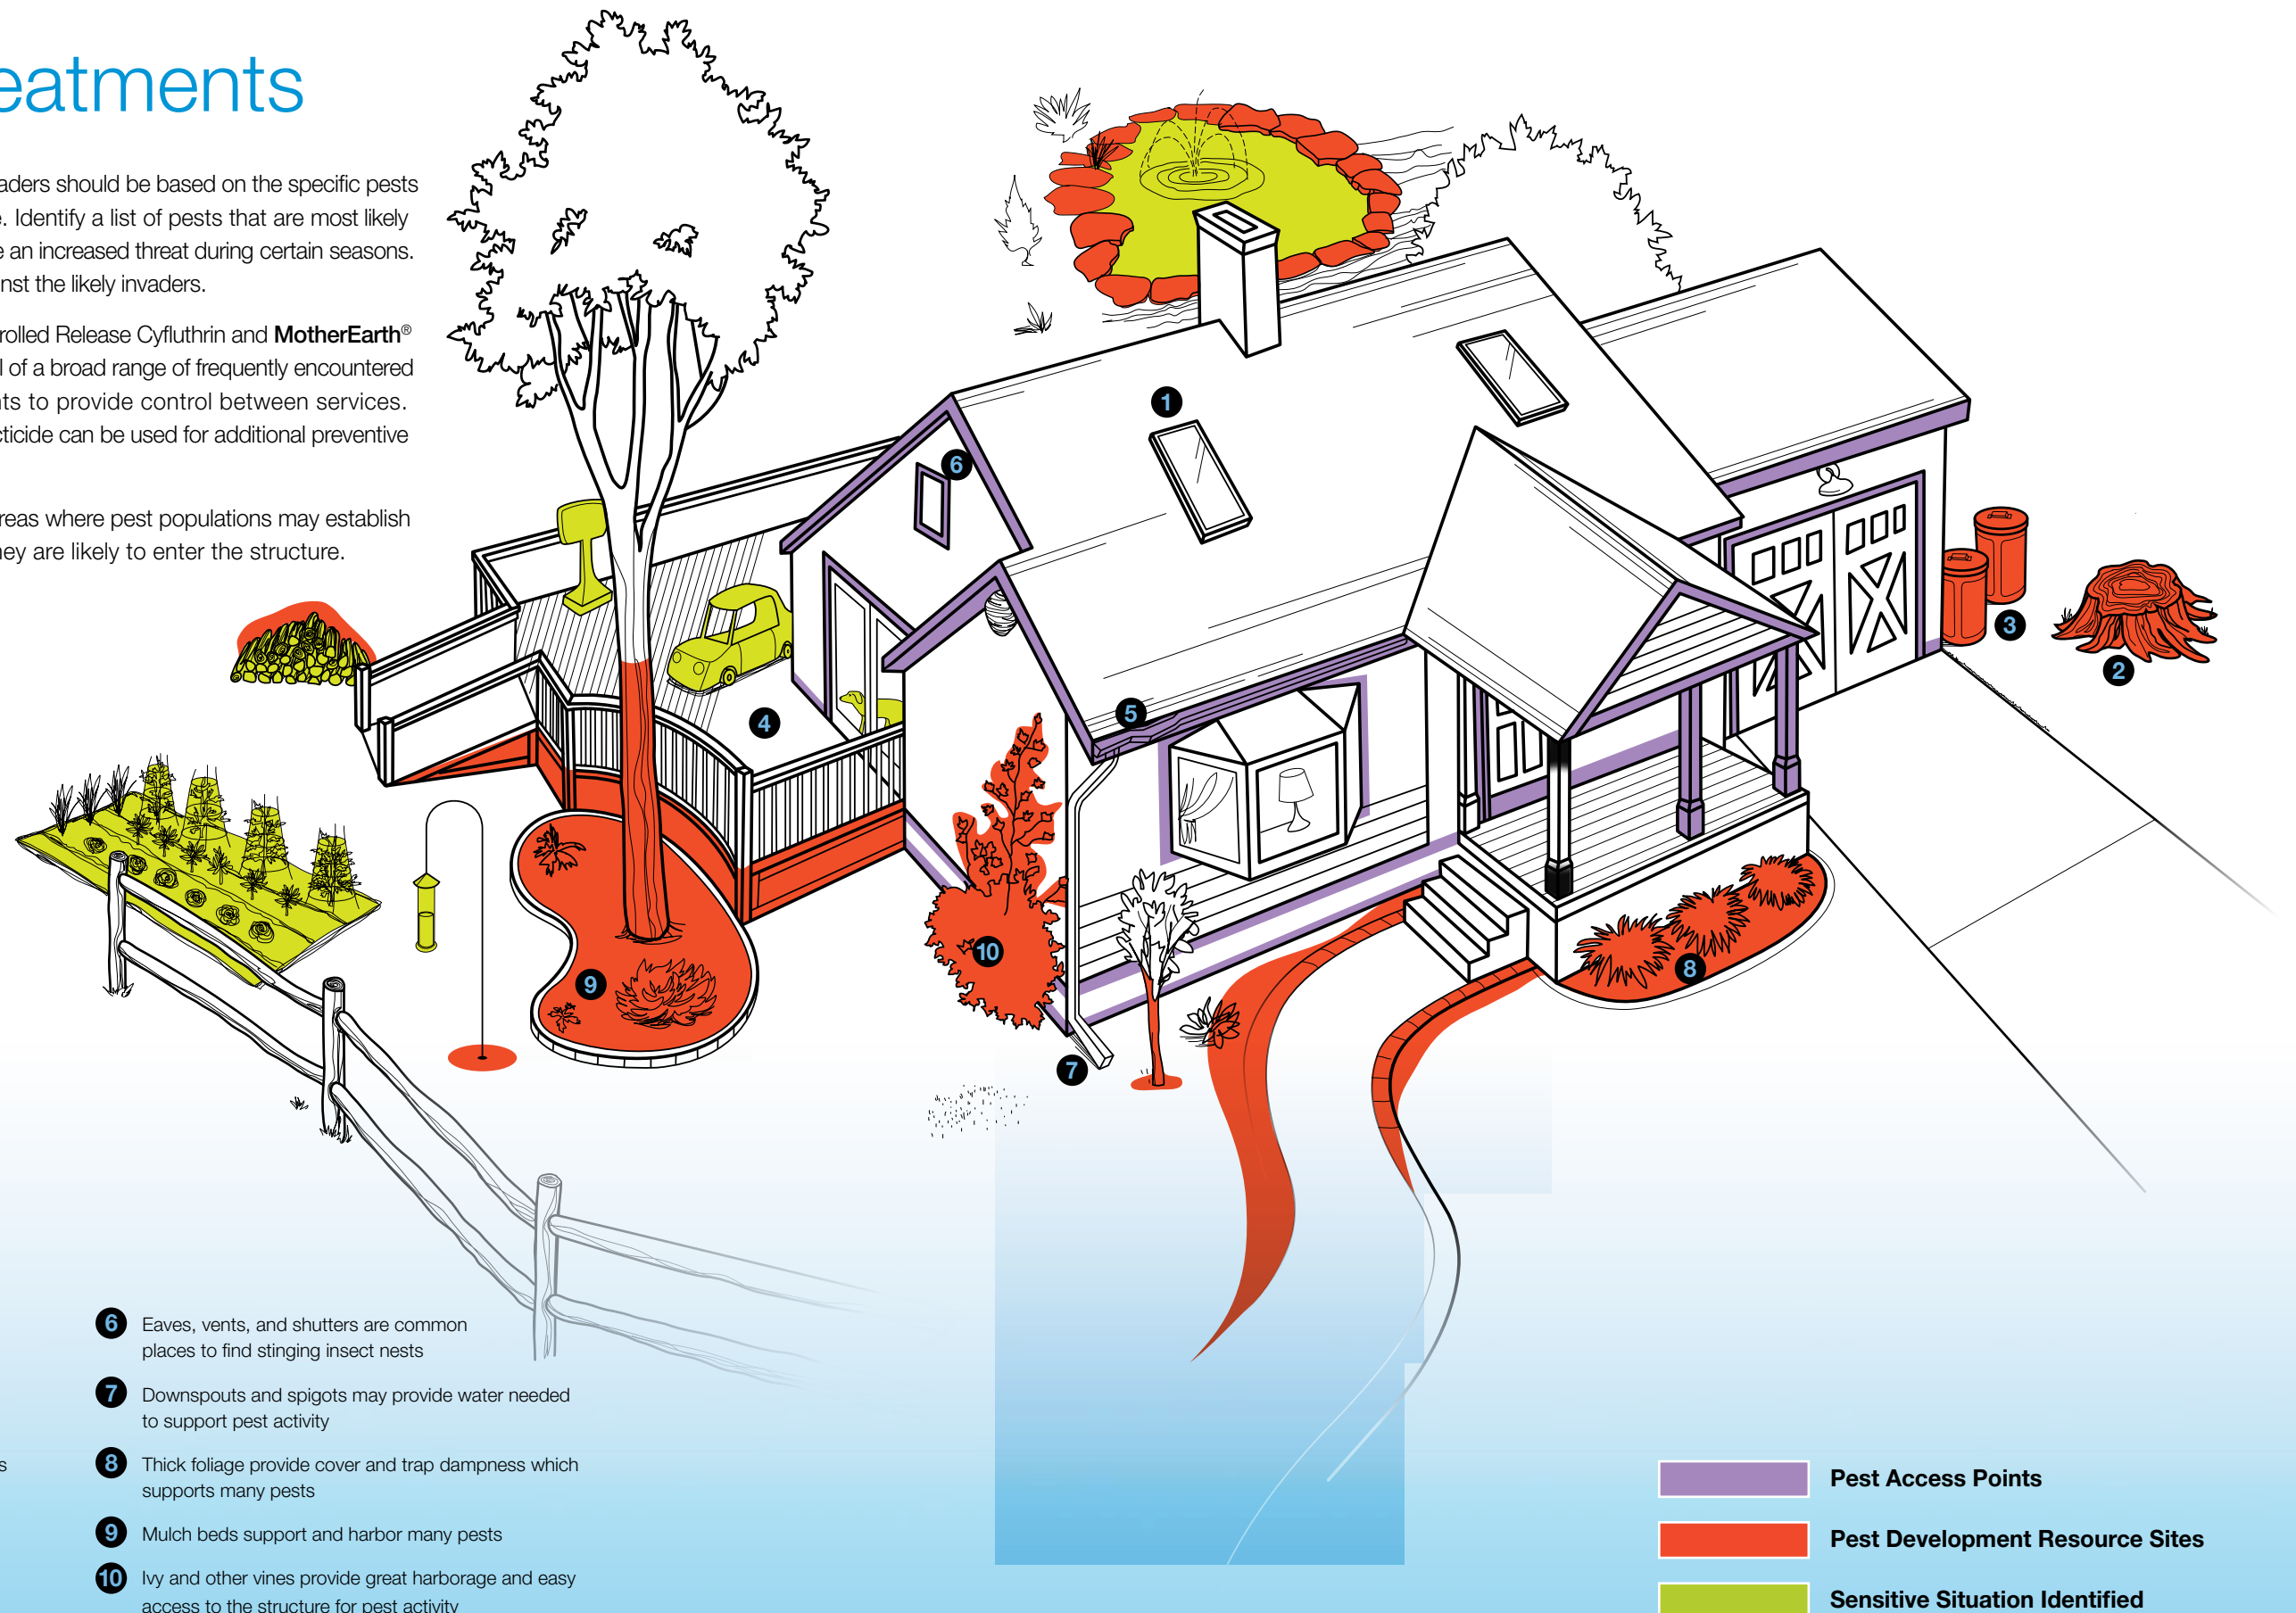 eatments
aders should be based on the specific pests
e. Identify a list of pests that are most likely
e an increased threat during certain seasons.
nst the likely invaders.
rolled Release Cyfluthrin and MotherEarth®
l of a broad range of frequently encountered
nts to provide control between services.
cticide can be used for additional preventive
reas where pest populations may establish
hey are likely to enter the structure.
1
6
3
2
4
5
10
8
9
7
6 Eaves, vents, and shutters are common
places to find stinging insect nests
7 Downspouts and spigots may provide water needed
to support pest activity
s
8 Thick foliage provide cover and trap dampness which
supports many pests
9 Mulch beds support and harbor many pests
10 Ivy and other vines provide great harborage and easy
access to the structure for pest activity
Pest Access Points
Pest Development Resource Sites
Sensitive Situation Identified